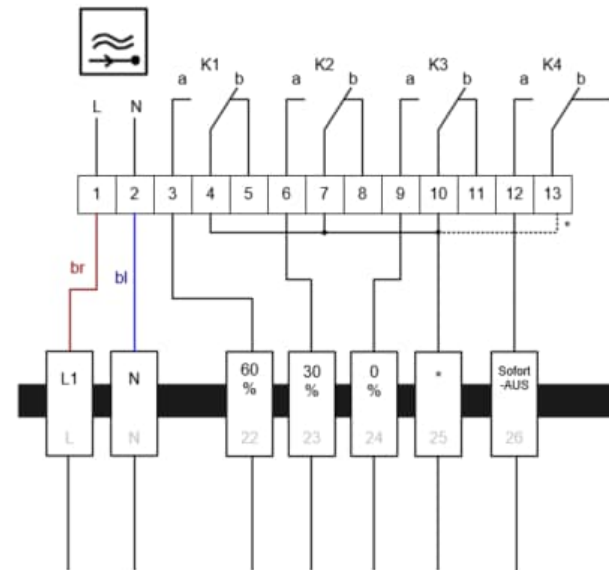 K1 K2 K3 K4
a b a b a b a b
L N
1 2 3 4 5 6 7 8 9 10 11 12 13
*
br bl
L1 N 60 % 30 % 0 % * Sofort -AUS
L N 22 23 24 25 26